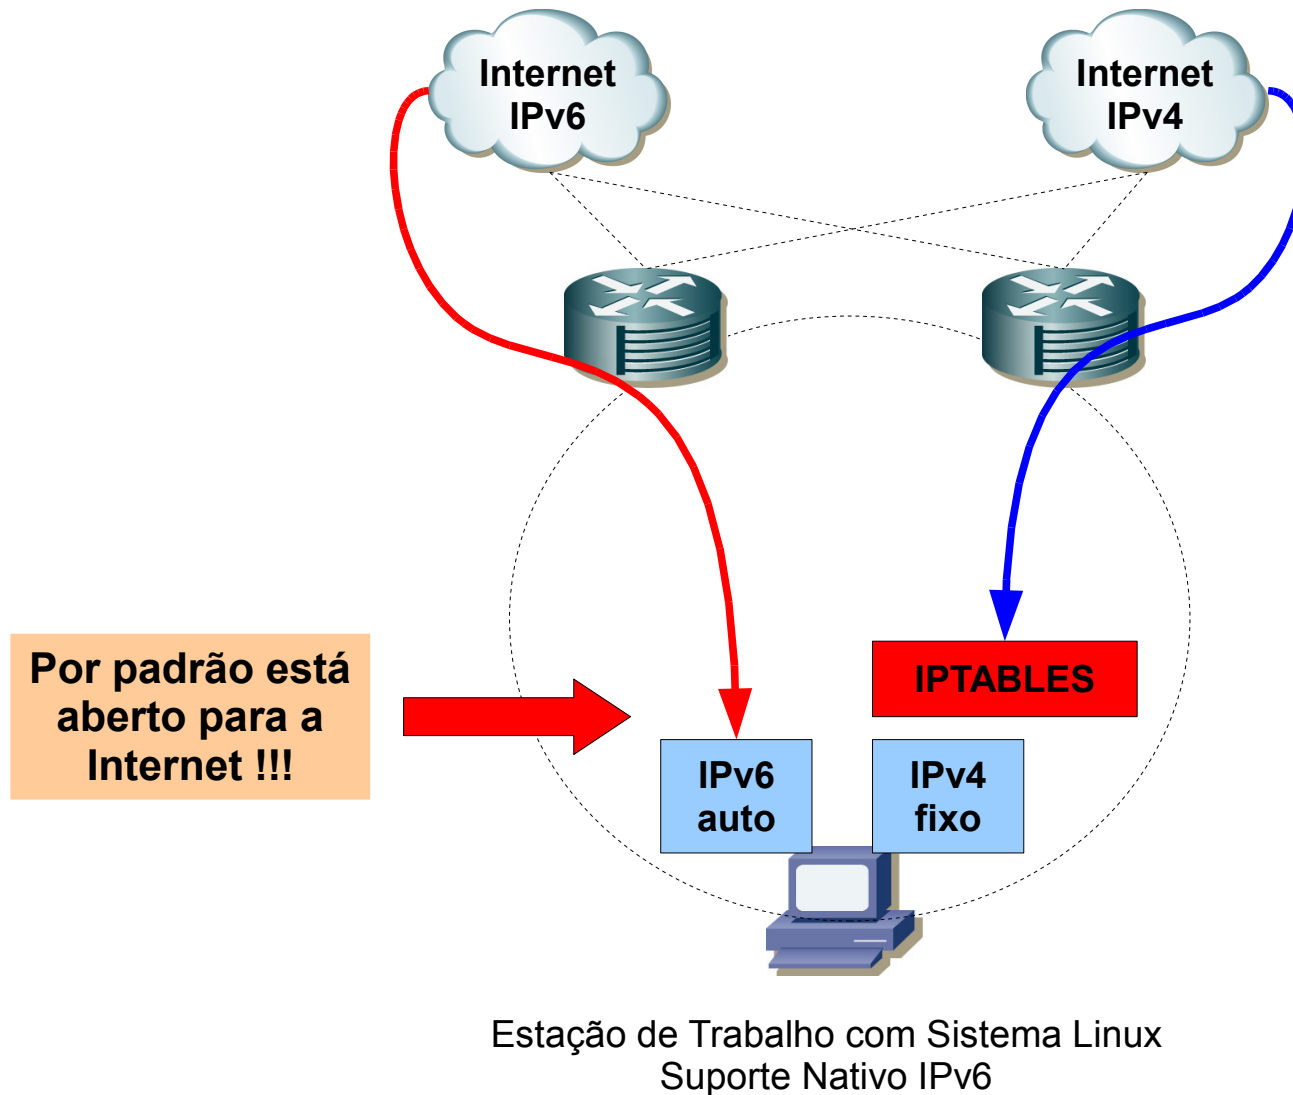 Internet
IPv6
Internet
IPv4
Por padrão está
aberto para a
Internet !!!
IPTABLES
IPv6
auto
IPv4
fixo
Estação de Trabalho com Sistema Linux
Suporte Nativo IPv6